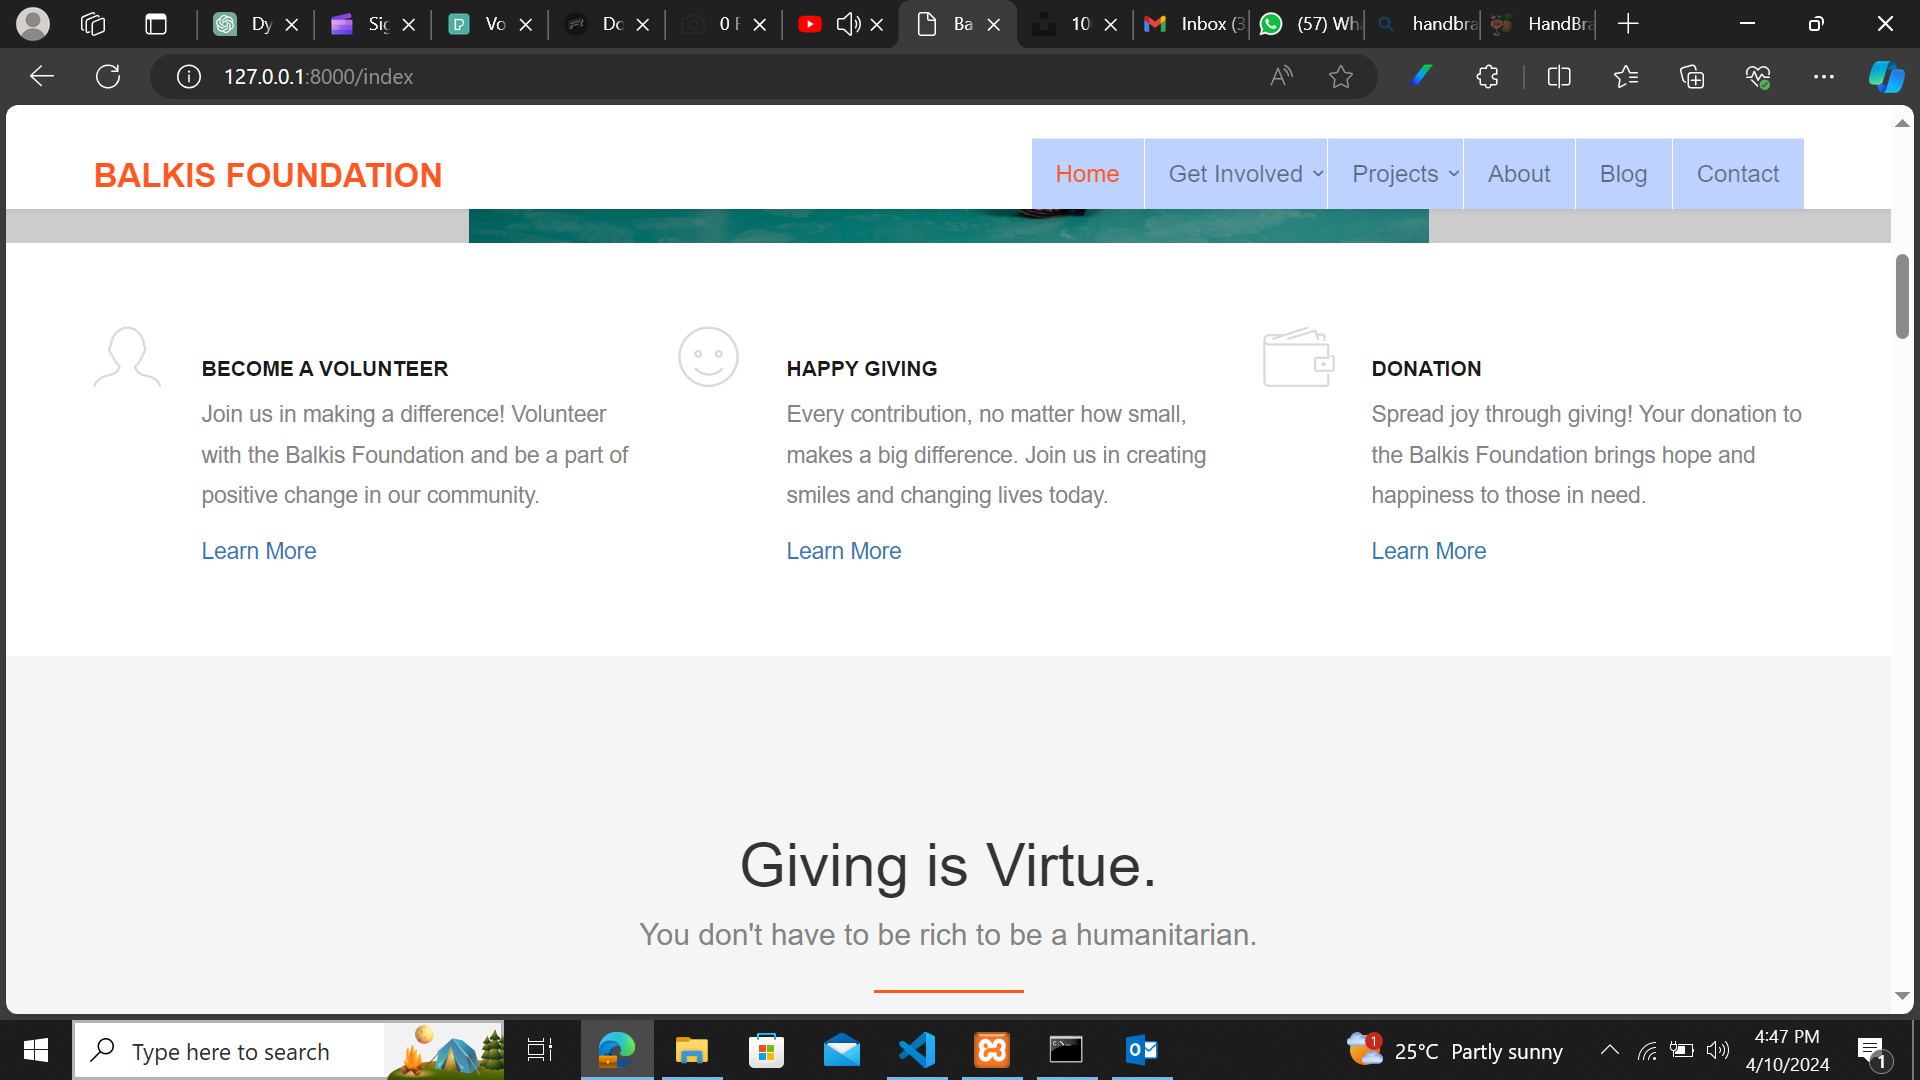 Dy
Sig
Vo
Do
0 F
Ba
10
Inbox (3
(57) Wh
handbra
HandBra
127.0.0.1:8000/index
BALKIS FOUNDATION
Home
Get Involved
Projects
About
Blog
Contact
BECOME A VOLUNTEER
Join us in making a difference! Volunteer
with the Balkis Foundation and be a part of
positive change in our community.
Learn More
HAPPY GIVING
Every contribution, no matter how small,
makes a big difference. Join us in creating
smiles and changing lives today.
Learn More
DONATION
Spread joy through giving! Your donation to
the Balkis Foundation brings hope and
happiness to those in need.
Learn More
Giving is Virtue.
You don't have to be rich to be a humanitarian.
Type here to search
1
25°C Partly sunny
4:47 PM
4/10/2024
1